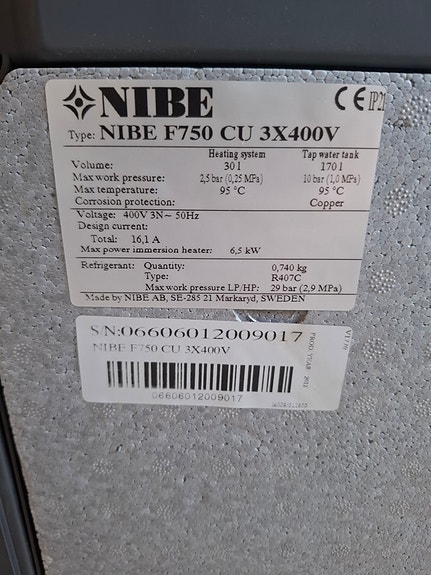 NIBE
CE IP21
Type: NIBE F750 CU 3X400V
Heating system Tap water tank
Volume: 30 l 170 l
Max work pressure: 2,5 bar (0,25 MPa) 10 bar (1,0 MPa)
Max temperature: 95 °C 95 °C
Corrosion protection: Copper
Voltage: 400V 3N~ 50Hz
Design current:
Total: 16,1 A
Max power immersion heater: 6,5 kW
Refrigerant: Quantity: 0,740 kg
Type: R407C
Max work pressure LP/HP: 29 bar (2,9 MPa)
Made by NIBE AB, SE-285 21 Markaryd, SWEDEN
S/N:06606012009017
NIBE F750 CU 3X400V
06606012009017
PROD.YEAR 2012